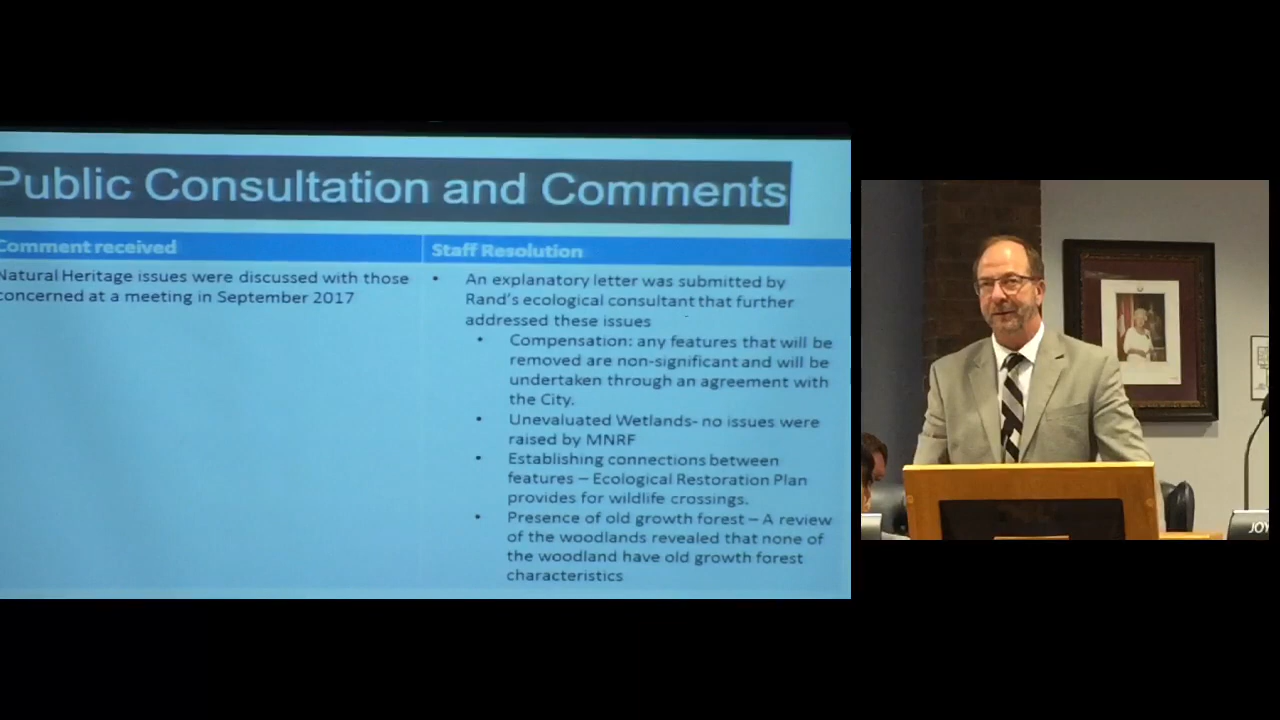 Public Consultation and Comments
Comment received
Staff Resolution
Natural Heritage issues were discussed with those
concerned at a meeting in September 2017
• An explanatory letter was submitted by
Rand's ecological consultant that further
addressed these issues
• Compensation: any features that will be
removed are non-significant and will be
undertaken through an agreement with
the City.
• Unevaluated Wetlands- no issues were
raised by MNRF
• Establishing connections between
features – Ecological Restoration Plan
provides for wildlife crossings.
• Presence of old growth forest – A review
of the woodlands revealed that none of
the woodland have old growth forest
characteristics
JOY